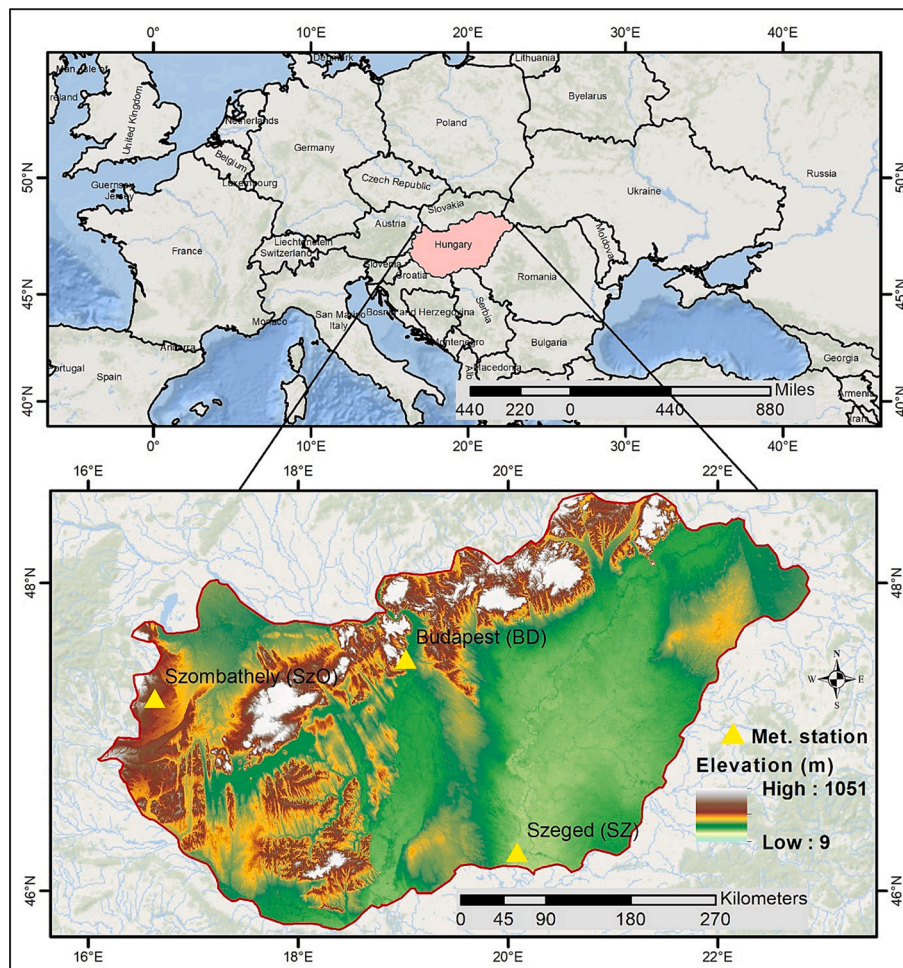 0° 10°E 20°E 30°E 40°E
Man Isle of
Ireland
United Kingdom
Denmark
Lithuania
Byelarus
Netherlands
Poland
Germany
Belgium
50°N
50°N
Russia
Guernsey
Jersey
Luxembourg
Czech Republic
Ukraine
Slovakia
Austria
France
Liechtenstein
Switzerland
Hungary
Moldova
Slovenia
Croatia
Romania
45°N
45°N
San Marino
Bosnia and Herzegovina
Serbia
Monaco
Italy
Montenegro
Bulgaria
Andorra
Georgia
Portugal
Spain
Alb
Macedonia
Armenia
Iran
40°N
40°N
Miles
440 220 0 440 880
0° 10°E 20°E 30°E 40°E
16°E 18°E 20°E 22°E
48°N
48°N
Budapest (BD)
Szombathely (SzO)
N
W E
S
Met. station
Elevation (m)
High : 1051
Szeged (SZ)
Low : 9
46°N
46°N
Kilometers
0 45 90 180 270
16°E 18°E 20°E 22°E